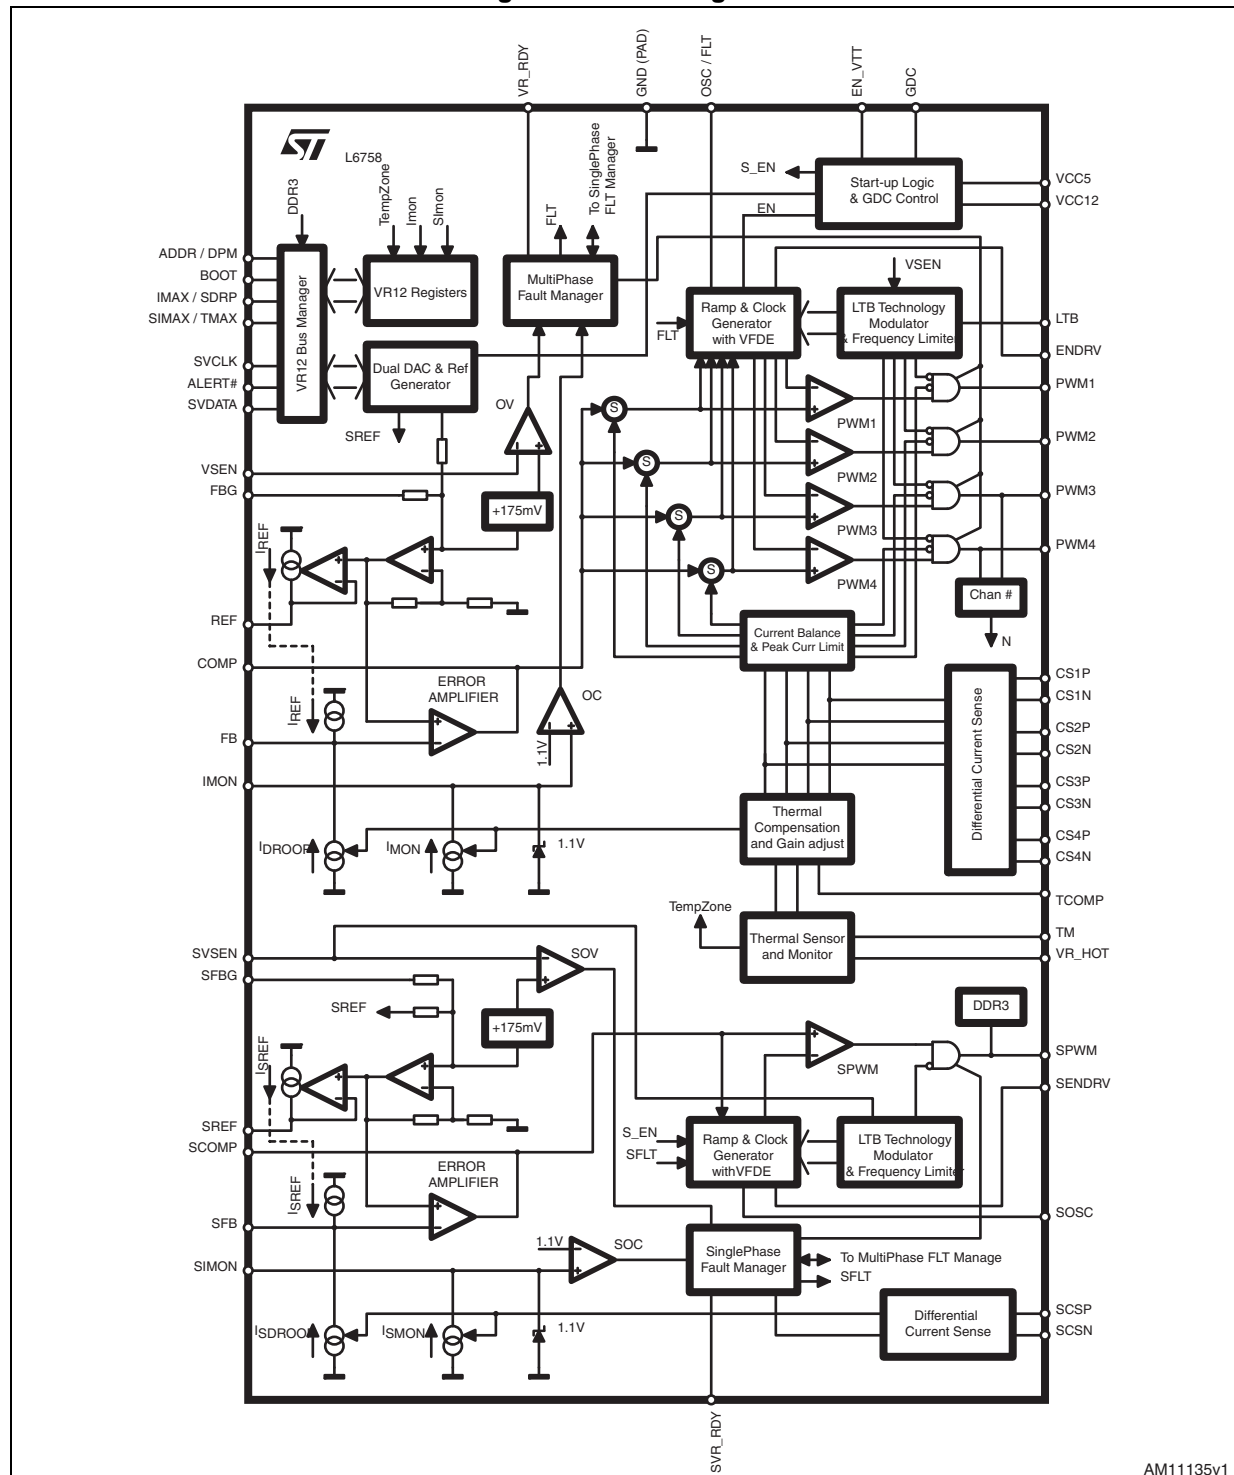 VR_RDY
GND (PAD)
OSC / FLT
EN_VTT
GDC
ST
L6758
DDR3
TempZone
Imon
SImon
FLT
To SinglePhase
FLT Manager
S_EN
Start-up Logic
& GDC Control
VCC5
VCC12
EN
ADDR / DPM
BOOT
IMAX / SDRP
SIMAX / TMAX
SVCLK
ALERT#
SVDATA
VR12 Bus Manager
VR12 Registers
MultiPhase
Fault Manager
VSEN
Ramp & Clock
Generator
with VFDE
FLT
LTB Technology
Modulator
& Frequency Limiter
LTB
ENDRV
Dual DAC & Ref
Generator
SREF
OV
S
S
S
S
PWM1
PWM2
PWM3
PWM4
PWM1
PWM2
PWM3
PWM4
VSEN
FBG
+175mV
IREF
REF
Chan #
N
Current Balance
& Peak Curr Limit
COMP
ERROR
AMPLIFIER
OC
IREF
1.1V
FB
IMON
CS1P
CS1N
CS2P
CS2N
CS3P
CS3N
CS4P
CS4N
Differential Current Sense
Thermal
Compensation
and Gain adjust
IDROOP
IMON
1.1V
TCOMP
TempZone
Thermal Sensor
and Monitor
TM
VR_HOT
SVSEN
SFBG
SOV
SREF
+175mV
DDR3
ISREF
SPWM
SPWM
SENDRV
SREF
SCOMP
S_EN
SFLT
Ramp & Clock
Generator
withVFDE
LTB Technology
Modulator
& Frequency Limiter
ERROR
AMPLIFIER
ISREF
SFB
SOSC
SIMON
1.1V
SOC
SinglePhase
Fault Manager
To MultiPhase FLT Manage
SFLT
ISDROOP
ISMON
1.1V
Differential
Current Sense
SCSP
SCSN
SVR_RDY
AM11135v1